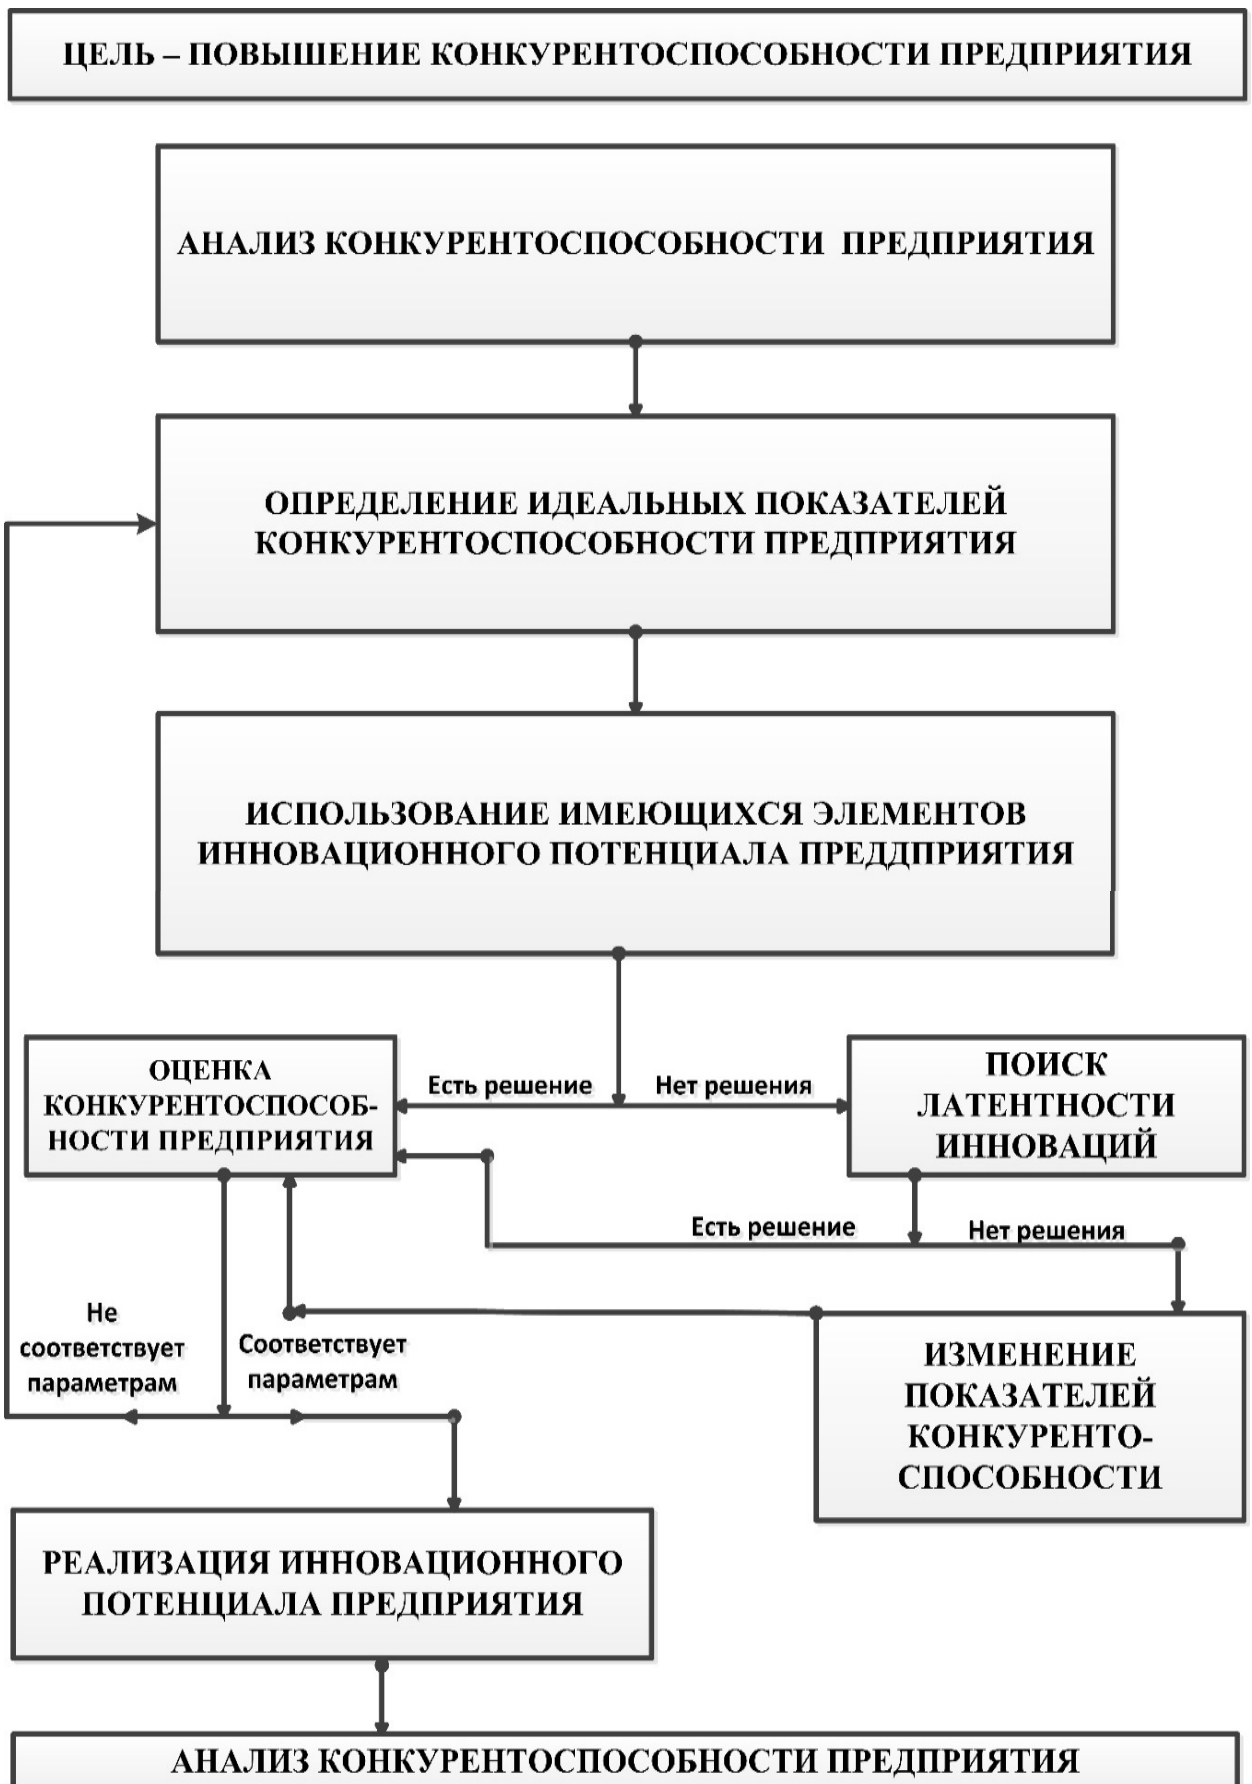 ЦЕЛЬ – ПОВЫШЕНИЕ КОНКУРЕНТОСПОСОБНОСТИ ПРЕДПРИЯТИЯ
АНАЛИЗ КОНКУРЕНТОСПОСОБНОСТИ ПРЕДПРИЯТИЯ
ОПРЕДЕЛЕНИЕ ИДЕАЛЬНЫХ ПОКАЗАТЕЛЕЙ
КОНКУРЕНТОСПОСОБНОСТИ ПРЕДПРИЯТИЯ
ИСПОЛЬЗОВАНИЕ ИМЕЮЩИХСЯ ЭЛЕМЕНТОВ
ИННОВАЦИОННОГО ПОТЕНЦИАЛА ПРЕДДПРИЯТИЯ
ОЦЕНКА
КОНКУРЕНТОСПОСОБ-
НОСТИ ПРЕДПРИЯТИЯ
Есть решение
Нет решения
ПОИСК
ЛАТЕНТНОСТИ
ИННОВАЦИЙ
Есть решение
Нет решения
Не
соответствует
параметрам
Соответствует
параметрам
ИЗМЕНЕНИЕ
ПОКАЗАТЕЛЕЙ
КОНКУРЕНТО-
СПОСОБНОСТИ
РЕАЛИЗАЦИЯ ИННОВАЦИОННОГО
ПОТЕНЦИАЛА ПРЕДПРИЯТИЯ
АНАЛИЗ КОНКУРЕНТОСПОСОБНОСТИ ПРЕДПРИЯТИЯ